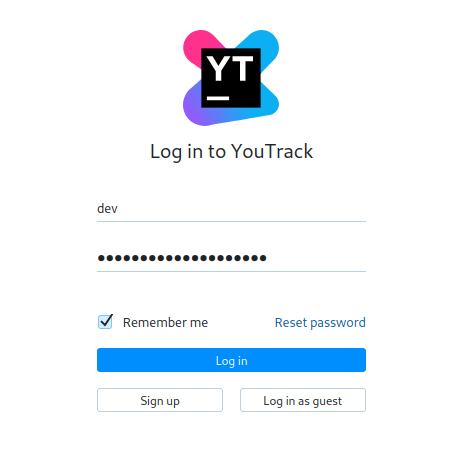 YT
Log in to YouTrack
dev
●●●●●●●●●●●●●●●●●●●●
Remember me Reset password
Log in
Sign up Log in as guest